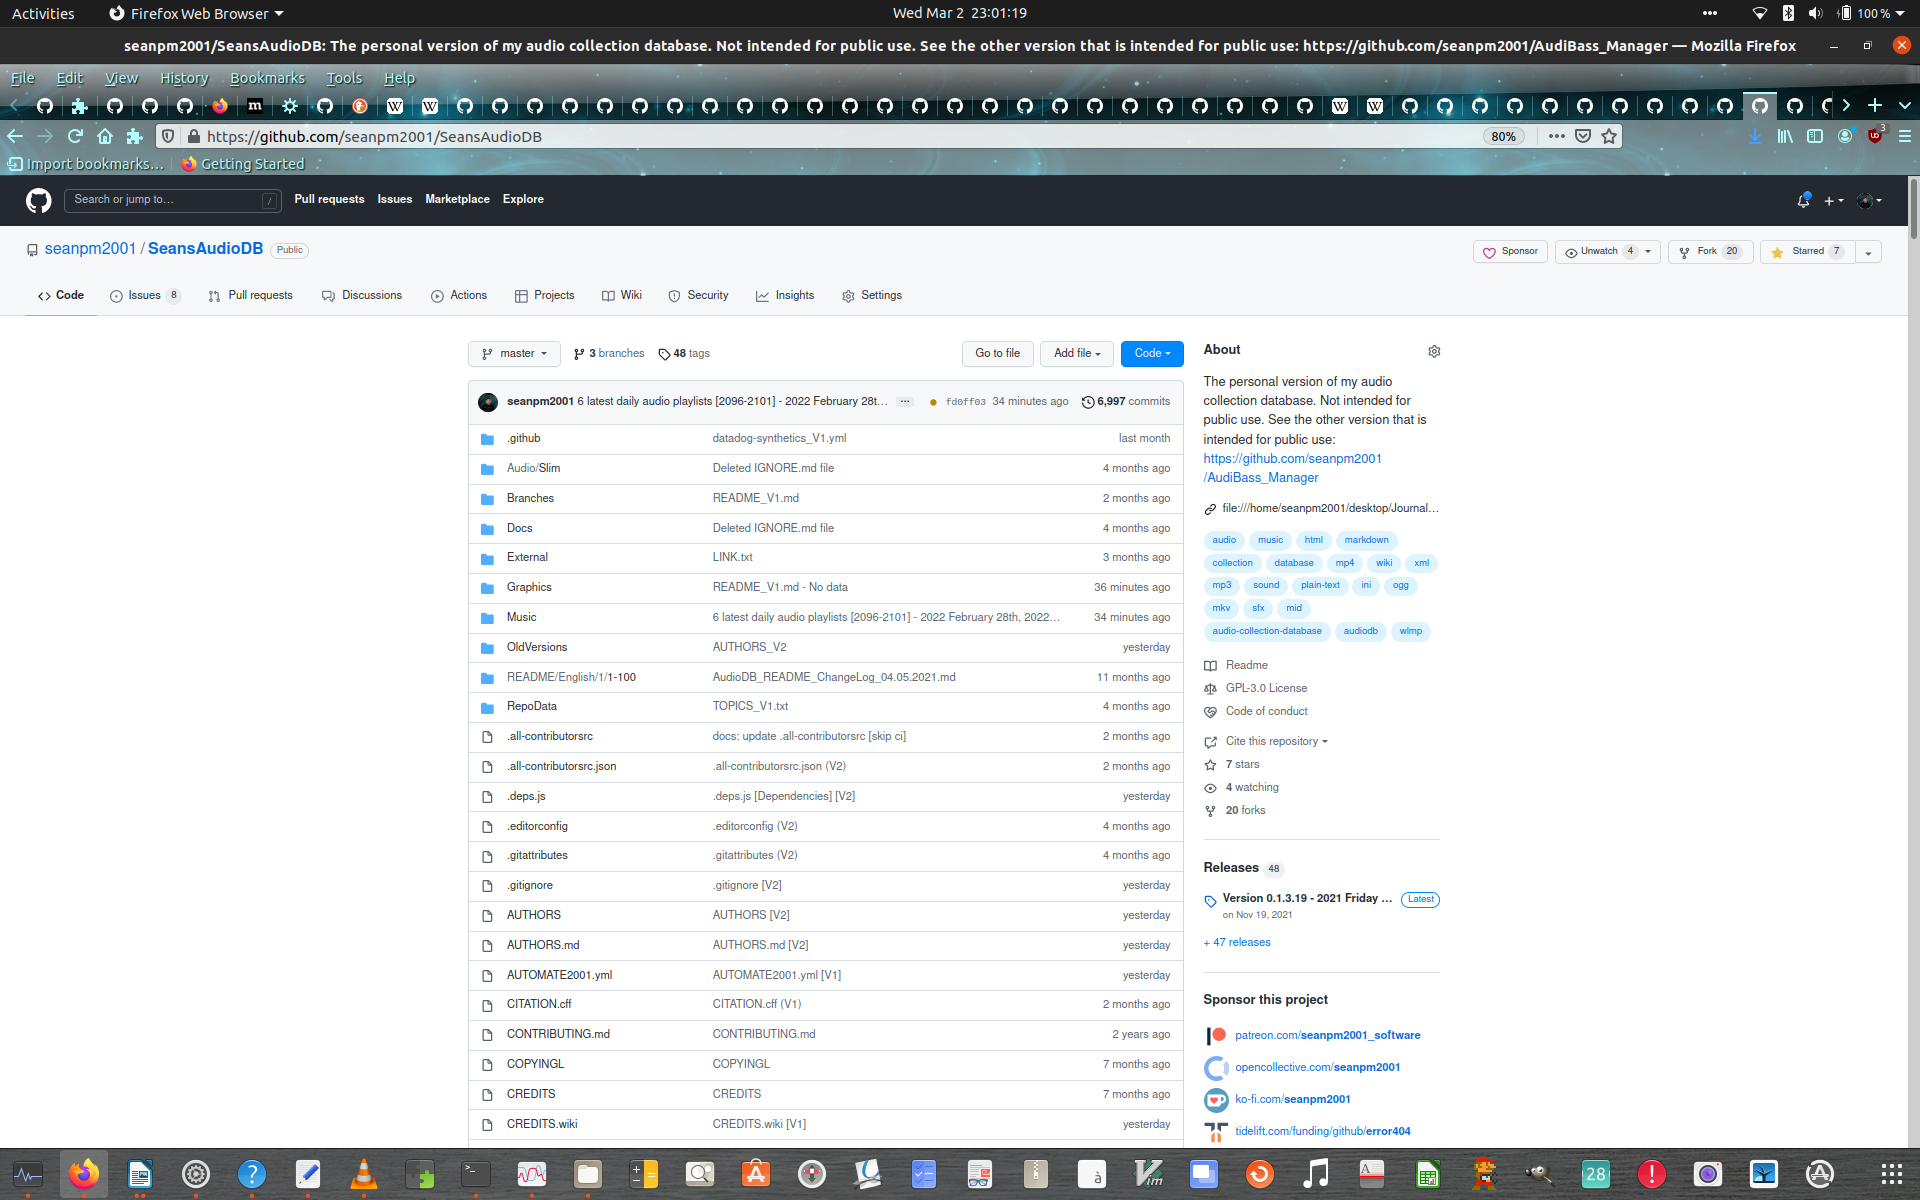 Activities
Firefox Web Browser
Wed Mar 2 23:01:19
100 %
seanpm2001/SeansAudioDB: The personal version of my audio collection database. Not intended for public use. See the other version that is intended for public use: https://github.com/seanpm2001/AudiBass_Manager — Mozilla Firefox
File Edit View History Bookmarks Tools Help
https://github.com/seanpm2001/SeansAudioDB
80%
3
Import bookmarks…
Getting Started
Search or jump to…
/
Pull requests Issues Marketplace Explore
seanpm2001 / SeansAudioDB Public
Sponsor
Unwatch 4
Fork 20
Starred 7
Code
Issues 8
Pull requests
Discussions
Actions
Projects
Wiki
Security
Insights
Settings
master
3 branches
48 tags
Go to file
Add file
Code
seanpm2001 6 latest daily audio playlists [2096-2101] - 2022 February 28t… ... fd0ff03 34 minutes ago 6,997 commits
.github datadog-synthetics_V1.yml last month
Audio/Slim Deleted IGNORE.md file 4 months ago
Branches README_V1.md 2 months ago
Docs Deleted IGNORE.md file 4 months ago
External LINK.txt 3 months ago
Graphics README_V1.md - No data 36 minutes ago
Music 6 latest daily audio playlists [2096-2101] - 2022 February 28th, 2022… 34 minutes ago
OldVersions AUTHORS_V2 yesterday
README/English/1/1-100 AudioDB_README_ChangeLog_04.05.2021.md 11 months ago
RepoData TOPICS_V1.txt 4 months ago
.all-contributorsrc docs: update .all-contributorsrc [skip ci] 2 months ago
.all-contributorsrc.json .all-contributorsrc.json (V2) 2 months ago
.deps.js .deps.js [Dependencies] [V2] yesterday
.editorconfig .editorconfig (V2) 4 months ago
.gitattributes .gitattributes (V2) 4 months ago
.gitignore .gitignore [V2] yesterday
AUTHORS AUTHORS [V2] yesterday
AUTHORS.md AUTHORS.md [V2] yesterday
AUTOMATE2001.yml AUTOMATE2001.yml [V1] yesterday
CITATION.cff CITATION.cff (V1) 2 months ago
CONTRIBUTING.md CONTRIBUTING.md 2 years ago
COPYINGL COPYINGL 7 months ago
CREDITS CREDITS 7 months ago
CREDITS.wiki CREDITS.wiki [V1] yesterday
About
The personal version of my audio
collection database. Not intended for
public use. See the other version that is
intended for public use:
https://github.com/seanpm2001
/AudiBass_Manager
file:///home/seanpm2001/desktop/Journal…
audio music html markdown
collection database mp4 wiki xml
mp3 sound plain-text ini ogg
mkv sfx mid
audio-collection-database audiodb wlmp
Readme
GPL-3.0 License
Code of conduct
Cite this repository
7 stars
4 watching
20 forks
Releases 48
Version 0.1.3.19 - 2021 Friday ... Latest
on Nov 19, 2021
+ 47 releases
Sponsor this project
patreon.com/seanpm2001_software
opencollective.com/seanpm2001
ko-fi.com/seanpm2001
tidelift.com/funding/github/error404
28